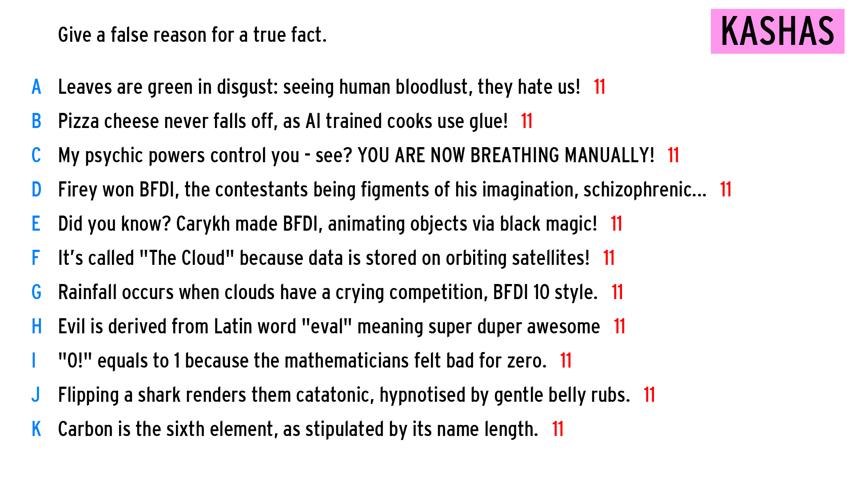 Give a false reason for a true fact.
KASHAS
A Leaves are green in disgust: seeing human bloodlust, they hate us! 11
B Pizza cheese never falls off, as AI trained cooks use glue! 11
C My psychic powers control you - see? YOU ARE NOW BREATHING MANUALLY! 11
D Firey won BFDI, the contestants being figments of his imagination, schizophrenic... 11
E Did you know? Carykh made BFDI, animating objects via black magic! 11
F It's called "The Cloud" because data is stored on orbiting satellites! 11
G Rainfall occurs when clouds have a crying competition, BFDI 10 style. 11
H Evil is derived from Latin word "eval" meaning super duper awesome 11
I "0!" equals to 1 because the mathematicians felt bad for zero. 11
J Flipping a shark renders them catatonic, hypnotised by gentle belly rubs. 11
K Carbon is the sixth element, as stipulated by its name length. 11